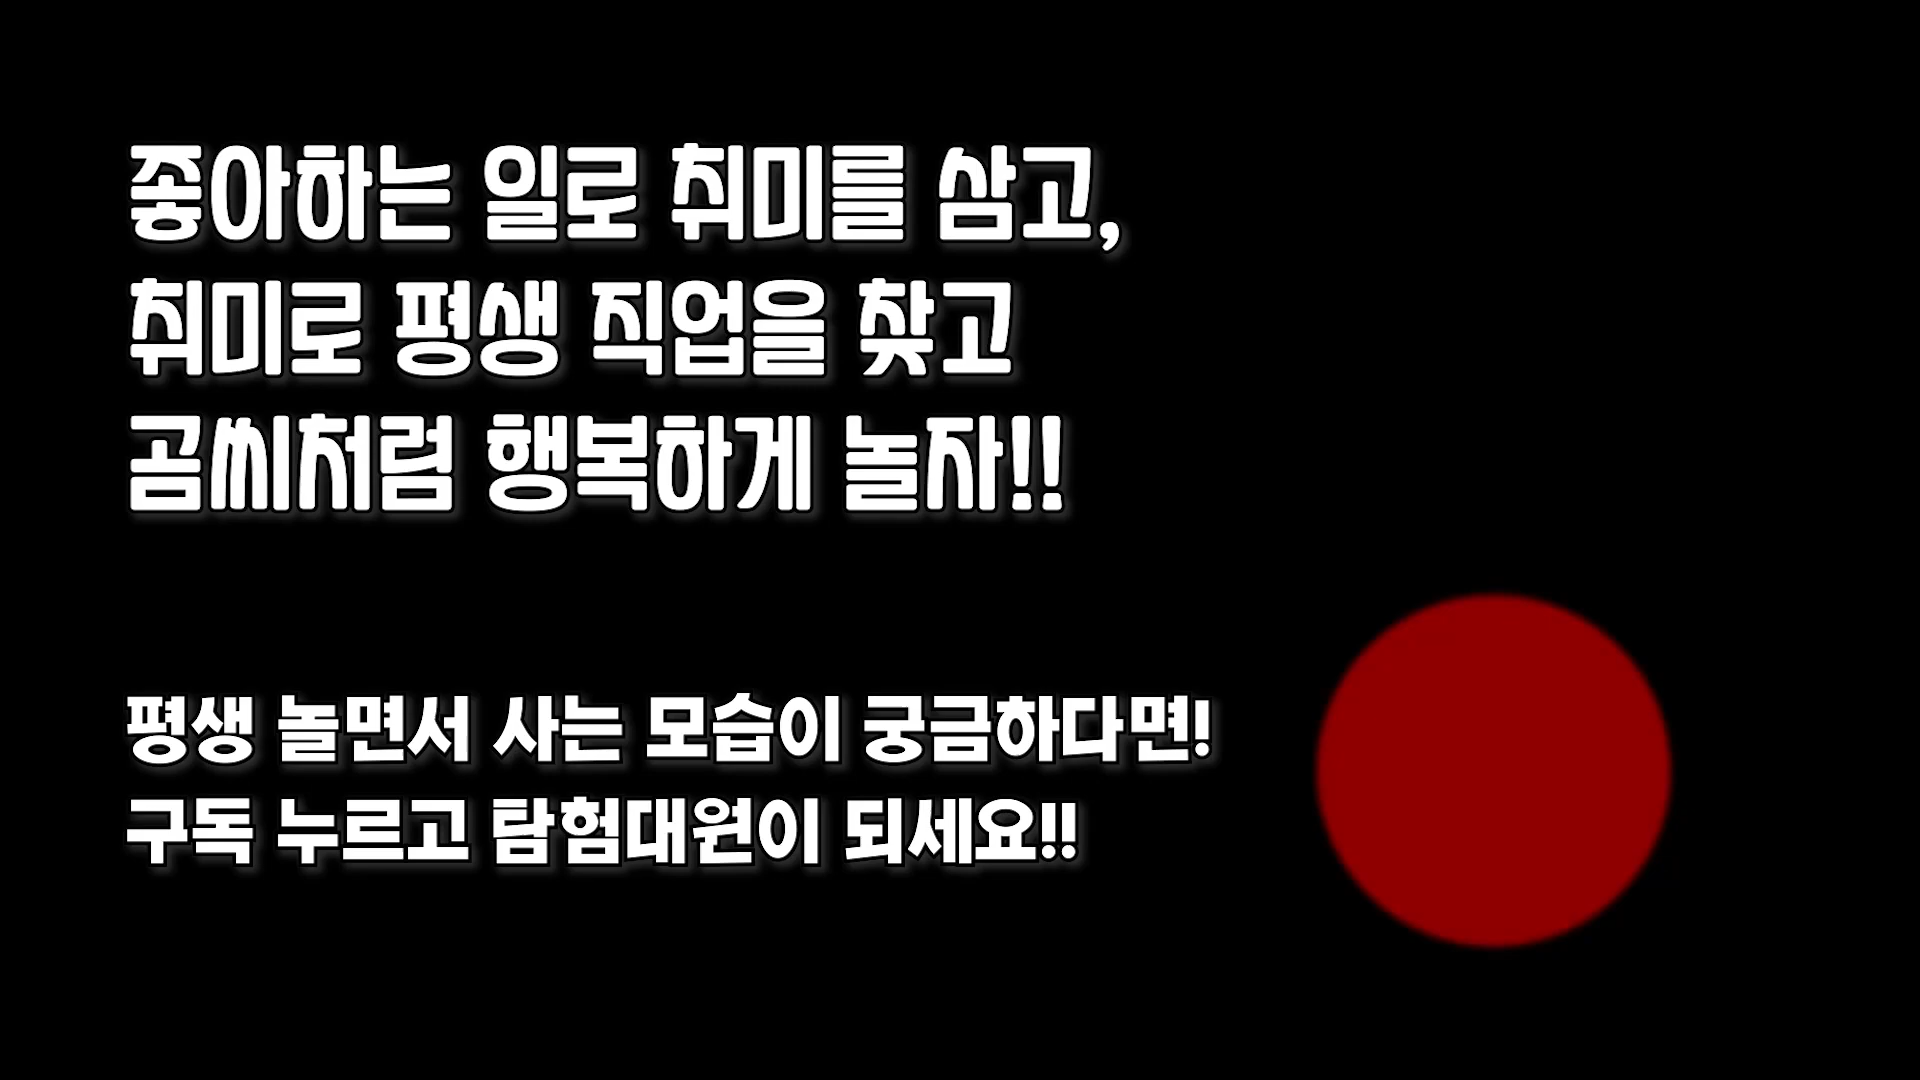 좋아하는 일로 취미를 삼고,
취미로 평생 직업을 찾고
곰씨처럼 행복하게 놀자!!
평생 놀면서 사는 모습이 궁금하다면!
구독 누르고 탐험대원이 되세요!!